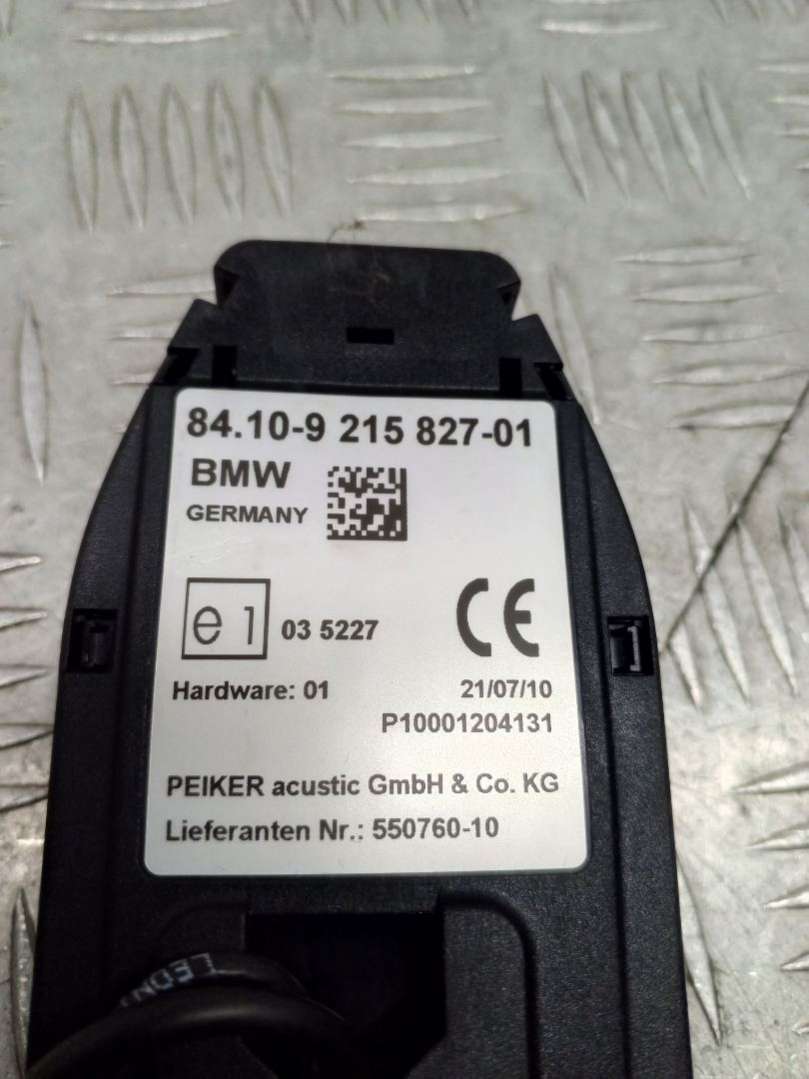 84.10-9 215 827-01
BMW
GERMANY
e1 03 5227 CE
Hardware: 01 21/07/10
P10001204131
PEIKER acustic GmbH & Co. KG
Lieferanten Nr.: 550760-10